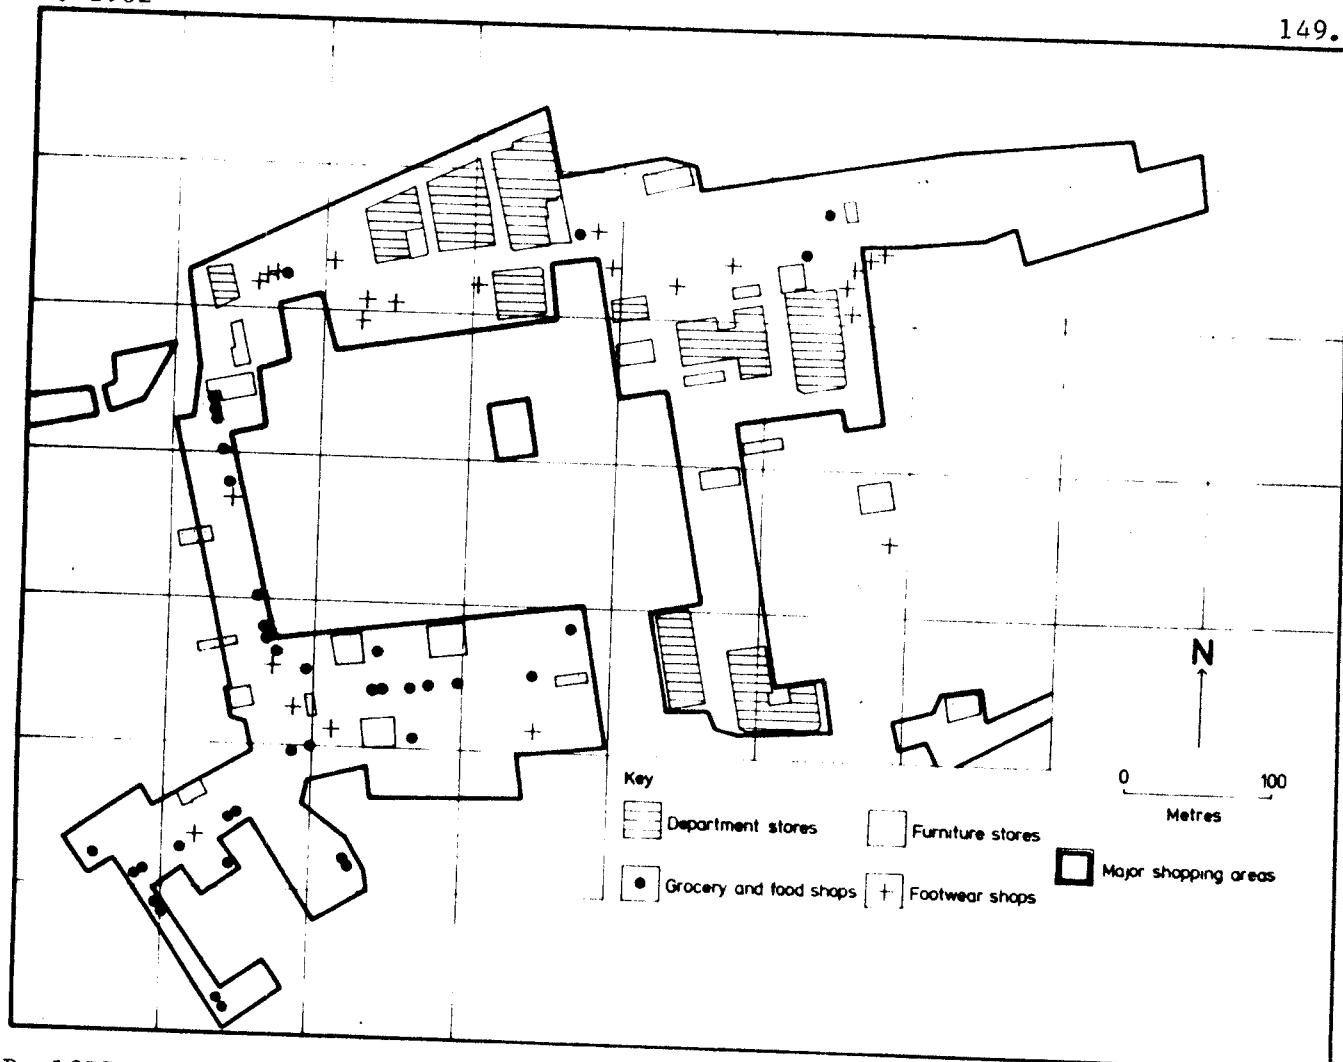 149.
N
0 100
Metres
Key
Department stores
Furniture stores
Grocery and food shops
Footwear shops
Major shopping areas